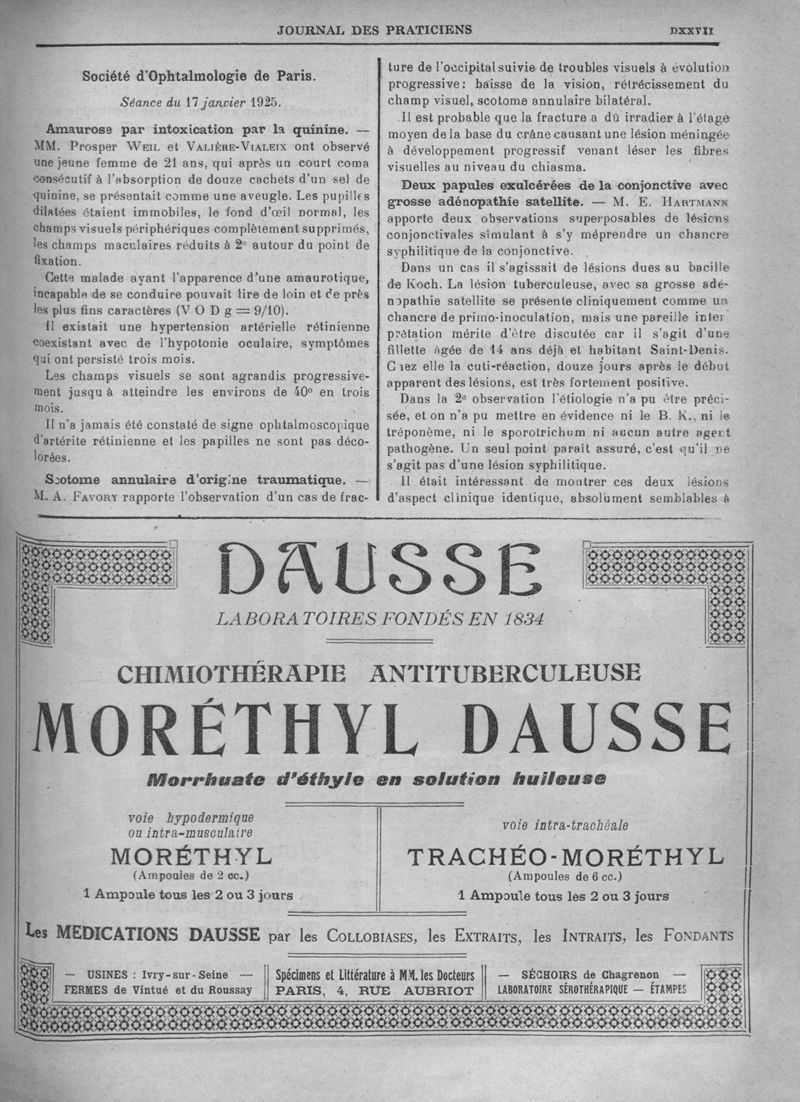 JOURNAL DES PRATICIENS
DXXVII
Société d'Ophtalmologie de Paris.
Séance du 17 janvier 1925.
Amaurose par intoxication par la quinine. —
MM. Prosper WEIL et VALIÈRE-VIALEIX ont observé
une jeune femme de 21 ans, qui après un court coma
consécutif à l'absorption de douze cachets d'un sel de
quinine, se présentait comme une aveugle. Les pupilles
dilatées étaient immobiles, le fond d'œil normal, les
champs visuels périphériques complètement supprimés,
les champs maculaires réduits à 2° autour du point de
fixation.
Cette malade ayant l'apparence d'une amaurotique,
incapable de se conduire pouvait lire de loin et de près
les plus fins caractères (V O D g = 9/10).
Il existait une hypertension artérielle rétinienne
coexistant avec de l'hypotonie oculaire, symptômes
qui ont persisté trois mois.
Les champs visuels se sont agrandis progressive-
ment jusqu à atteindre les environs de 40° en trois
mois.
Il n'a jamais été constaté de signe ophtalmoscopique
d'artérite rétinienne et les papilles ne sont pas déco-
lorées.
Scotome annulaire d'origine traumatique. —
M. A. FAVORY rapporte l'observation d'un cas de frac-
ture de l'occipital suivie de troubles visuels à évolution
progressive: baisse de la vision, rétrécissement du
champ visuel, scotome annulaire bilatéral.
Il est probable que la fracture a dû irradier à l'étage
moyen de la base du crâne causant une lésion méningée
à développement progressif venant léser les fibres
visuelles au niveau du chiasma.
Deux papules exulcérées de la conjonctive avec
grosse adénopathie satellite. — M. E. HARTMANN
apporte deux observations superposables de lésions
conjonctivales simulant à s'y méprendre un chancre
syphilitique de la conjonctive.
Dans un cas il s'agissait de lésions dues au bacille
de Koch. La lésion tuberculeuse, avec sa grosse adé-
nopathie satellite se présente cliniquement comme un
chancre de primo-inoculation, mais une pareille inter
prétation mérite d'être discutée car il s'agit d'une
fillette âgée de 14 ans déjà et habitant Saint-Denis.
Chez elle la cuti-réaction, douze jours après le début
apparent des lésions, est très fortement positive.
Dans la 2e observation l'étiologie n'a pu être préci-
sée, et on n'a pu mettre en évidence ni le B. K., ni le
tréponème, ni le sporotrichum ni aucun autre agent
pathogène. Un seul point parait assuré, c'est qu'il ne
s'agit pas d'une lésion syphilitique.
Il était intéressant de montrer ces deux lésions
d'aspect clinique identique, absolument semblables à
DAUSSE
LABORATOIRES FONDÉS EN 1834
CHIMIOTHÉRAPIE ANTITUBERCULEUSE
MORÉTHYL DAUSSE
Morrhuate d'éthyle en solution huileuse
voie hypodermique
ou intra-musculaire
MORÉTHYL
(Ampoules de 2 cc.)
1 Ampoule tous les 2 ou 3 jours
voie intra-trachéale
TRACHÉO-MORÉTHYL
(Ampoules de 6 cc.)
1 Ampoule tous les 2 ou 3 jours
Les MEDICATIONS DAUSSE par les COLLOBIASES, les EXTRAITS, les INTRAITS, les FONDANTS
— USINES : Ivry-sur-Seine —
FERMES de Vintué et du Roussay
Spécimens et Littérature à MM. les Docteurs
PARIS, 4, RUE AUBRIOT
— SÉCHOIRS de Chagrenon —
LABORATOIRE SÉROTHÉRAPIQUE — ÉTAMPES